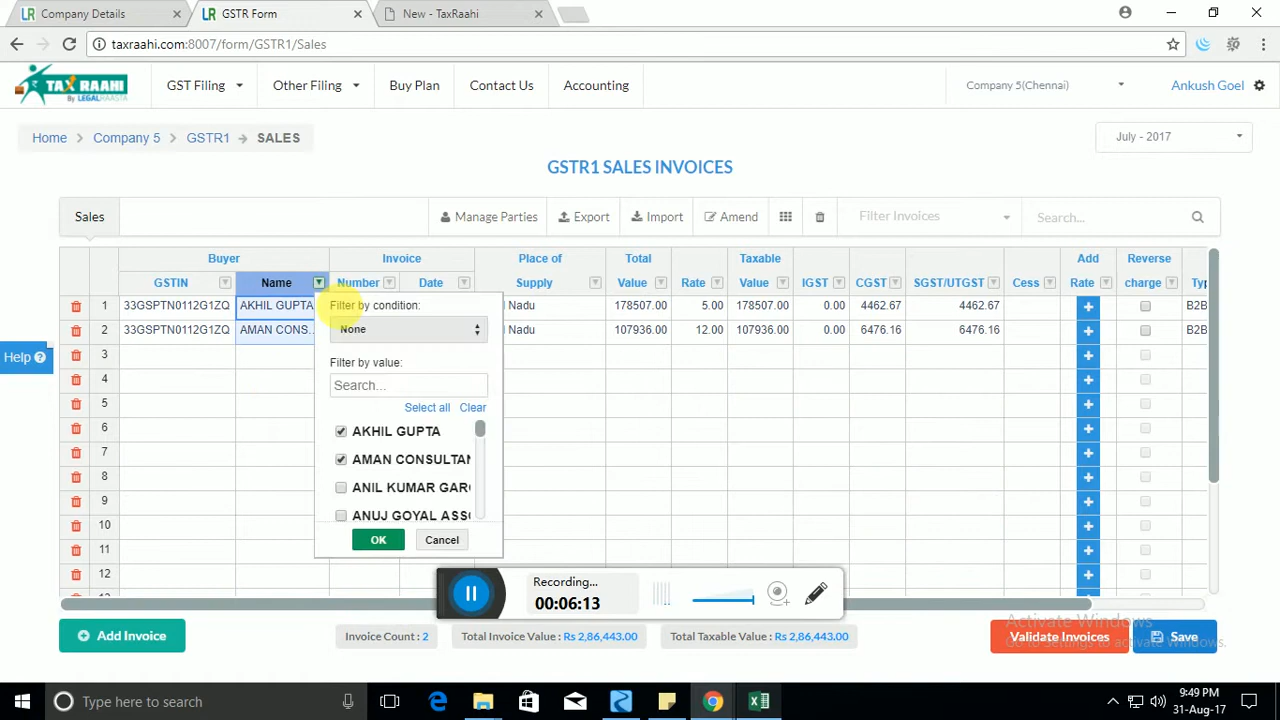 Company Details
GSTR Form
New - TaxRaahi
taxraahi.com:8007/form/GSTR1/Sales
TAX RAAHI
By LEGALRAASTA
GST Filing
Other Filing
Buy Plan
Contact Us
Accounting
Company 5(Chennai)
Ankush Goel
Home
Company 5
GSTR1
SALES
July - 2017
GSTR1 SALES INVOICES
Sales
Manage Parties
Export
Import
Amend
Filter Invoices
Search...
Buyer Invoice Place of Total Taxable Add Reverse
GSTIN Name Number Date Supply Value Rate Value IGST CGST SGST/UTGST Cess Rate charge Typ
1 33GSPTN0112G1ZQ AKHIL GUPTA l Nadu 178507.00 5.00 178507.00 0.00 4462.67 4462.67 B2B
2 33GSPTN0112G1ZQ AMAN CONS... l Nadu 107936.00 12.00 107936.00 0.00 6476.16 6476.16 B2B
3
4
5
6
7
8
9
10
11
12
Filter by condition:
None
Filter by value:
Search...
Select all Clear
AKHIL GUPTA
AMAN CONSULTAN
ANIL KUMAR GAR
ANUJ GOYAL ASS
OK
Cancel
Help
Recording...
00:06:13
Add Invoice
Invoice Count : 2
Total Invoice Value : Rs 2,86,443.00
Total Taxable Value : Rs 2,86,443.00
Validate Invoices
Save
Activate Windows
Go to Settings to activate Windows.
Type here to search
9:49 PM
31-Aug-17